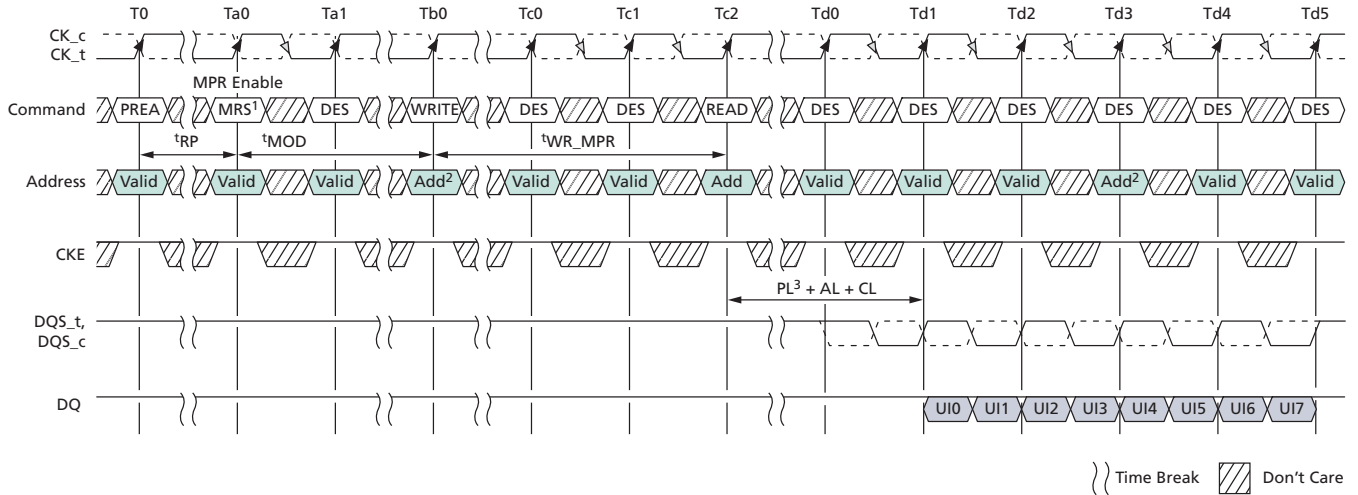 T0 Ta0 Ta1 Tb0 Tc0 Tc1 Tc2 Td0 Td1 Td2 Td3 Td4 Td5
CK_c
CK_t
MPR Enable
Command PREA MRS¹ DES WRITE DES DES READ DES DES DES DES DES DES
tRP tMOD tWR_MPR
Address Valid Valid Valid Add² Valid Valid Add Valid Valid Valid Add² Valid Valid
CKE
PL³ + AL + CL
DQS_t,
DQS_c
DQ UI0 UI1 UI2 UI3 UI4 UI5 UI6 UI7
Time Break Don't Care